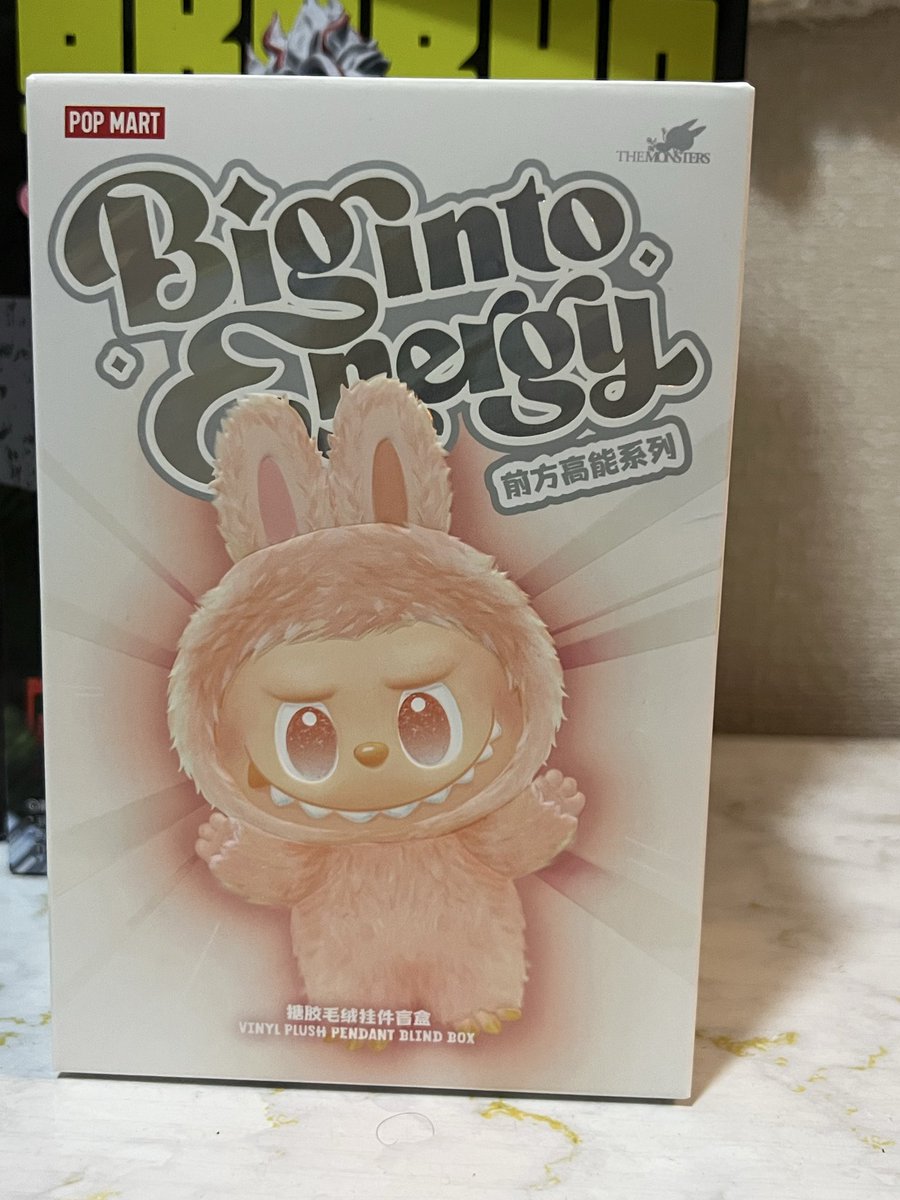 POP MART
THE MONSTERS
Big into
Energy
前方高能系列
搪胶毛绒挂件盲盒
VINYL PLUSH PENDANT BLIND BOX